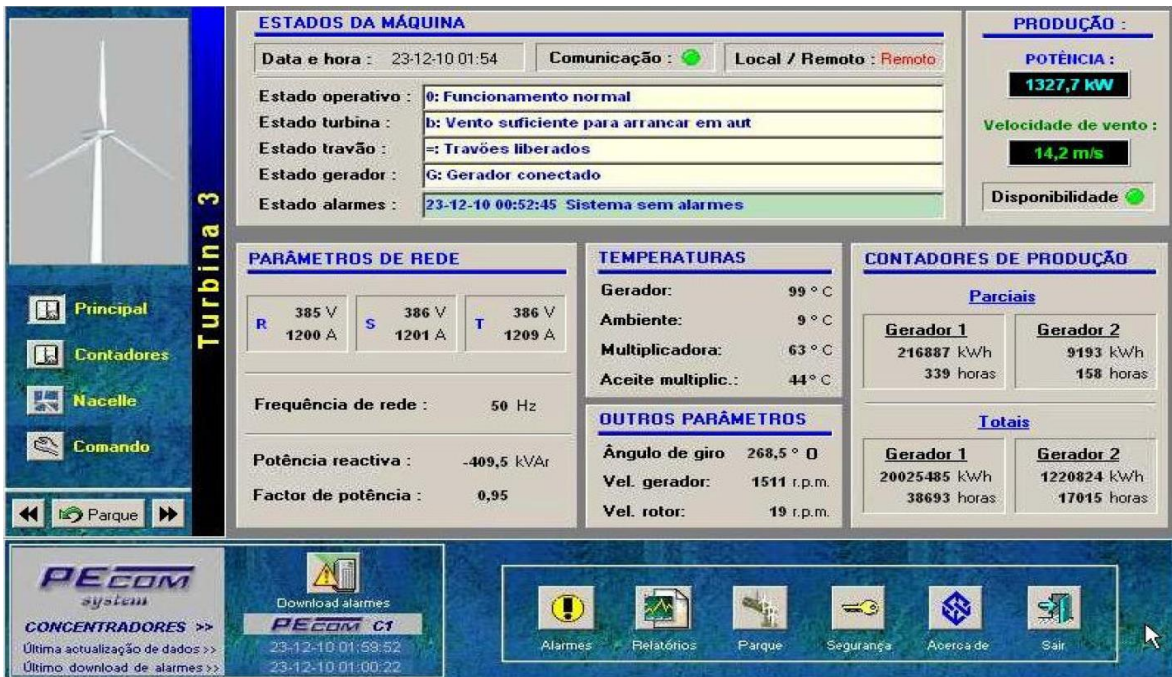 ESTADOS DA MÁQUINA
Data e hora : 23-12-10 01:54
Comunicação :
Local / Remoto : Remoto
Estado operativo : 0: Funcionamento normal
Estado turbina : b: Vento suficiente para arrancar em aut
Estado travão : =: Travões liberados
Estado gerador : G: Gerador conectado
Estado alarmes : 23-12-10 00:52:45 Sistema sem alarmes
PRODUÇÃO :
POTÊNCIA :
1327,7 kW
Velocidade de vento :
14,2 m/s
Disponibilidade
Turbina 3
Principal
Contadores
Nacelle
Comando
Parque
PARÂMETROS DE REDE
R 385 V
1200 A
S 386 V
1201 A
T 386 V
1209 A
Frequência de rede : 50 Hz
Potência reactiva : -409,5 kVAr
Factor de potência : 0,95
TEMPERATURAS
Gerador: 99 º C
Ambiente: 9 º C
Multiplicadora: 63 º C
Aceite multiplic.: 44º C
OUTROS PARÂMETROS
Ângulo de giro 268,5 º 0
Vel. gerador: 1511 r.p.m.
Vel. rotor: 19 r.p.m.
CONTADORES DE PRODUÇÃO
Parciais
Gerador 1
216887 kWh
339 horas
Gerador 2
9193 kWh
158 horas
Totais
Gerador 1
20025485 kWh
38693 horas
Gerador 2
1220824 kWh
17015 horas
PECOM
system
CONCENTRADORES >>
Última actualização de dados >>
Último download de alarmes >>
Download alarmes
PECOM C1
23-12-10 01:59:52
23-12-10 01:00:22
Alarmes
Relatórios
Parque
Segurança
Acerca de
Sair